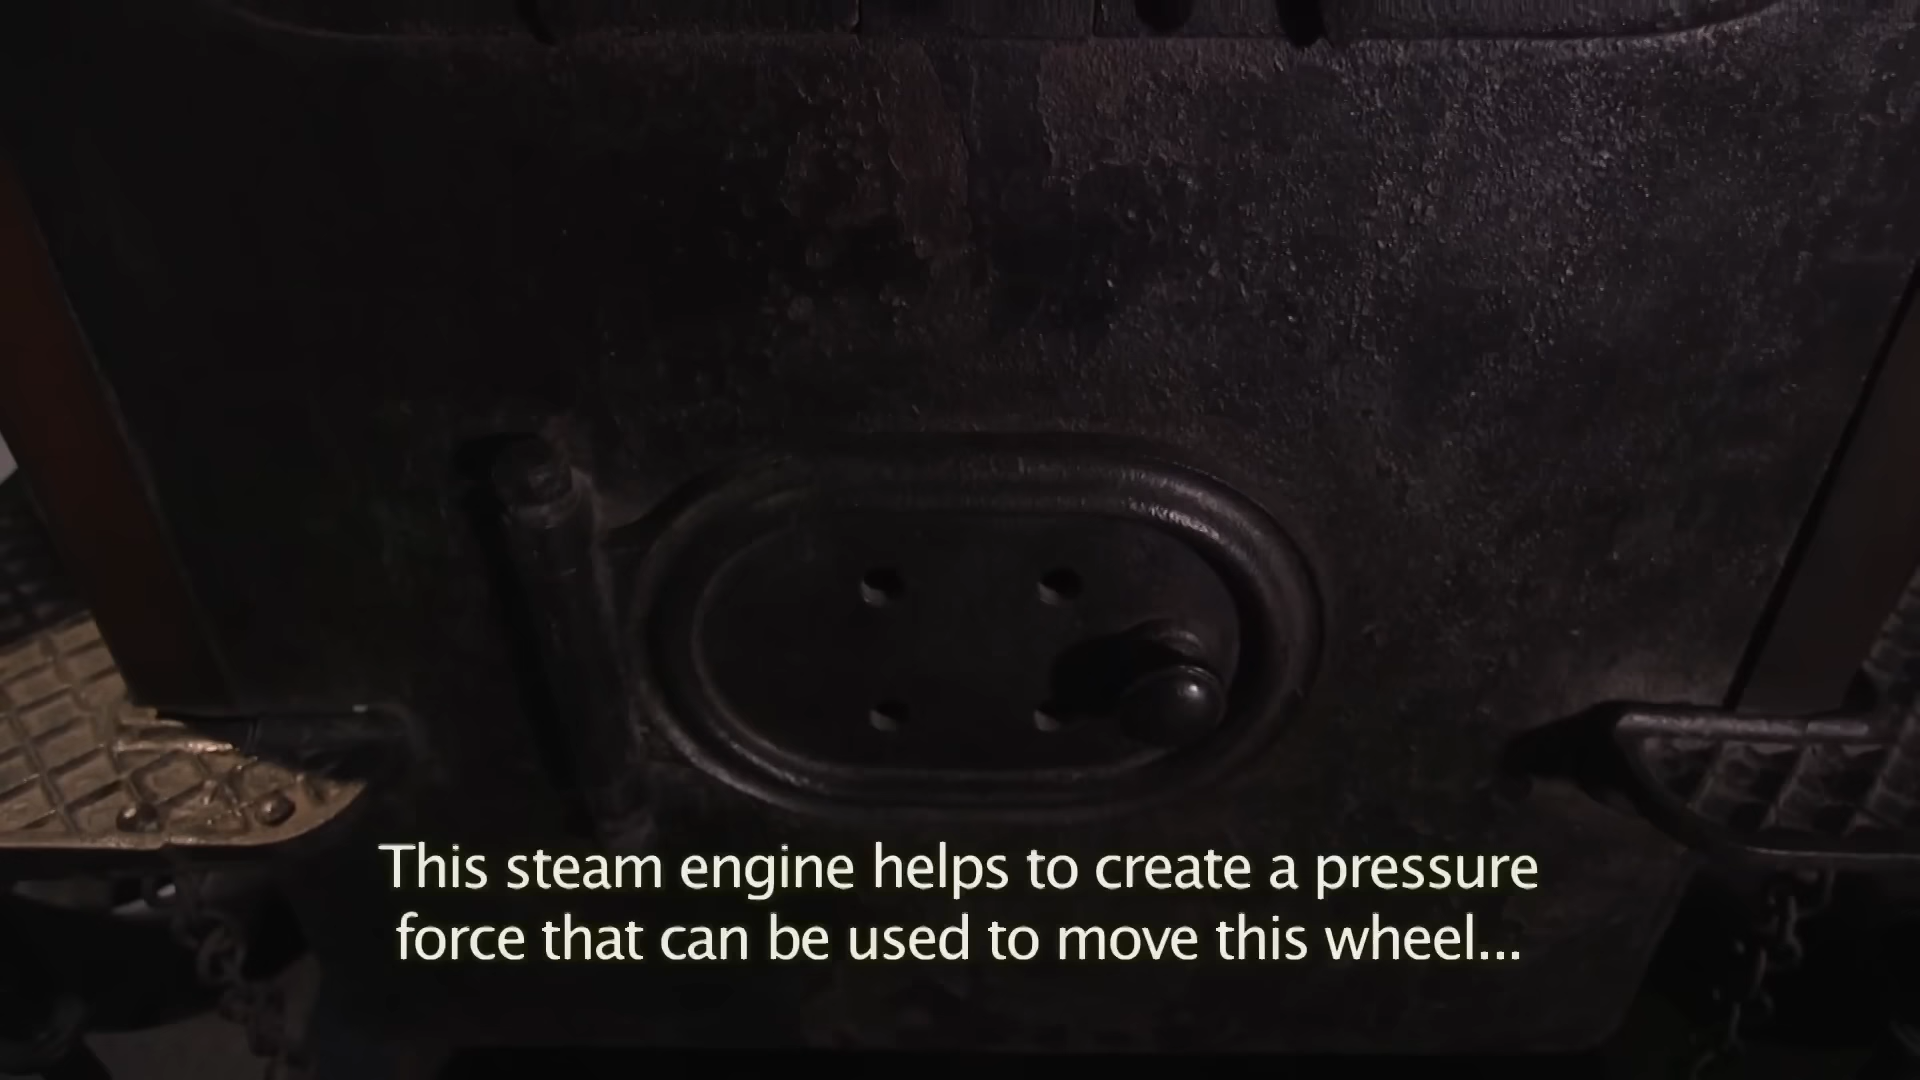 This steam engine helps to create a pressure
force that can be used to move this wheel...